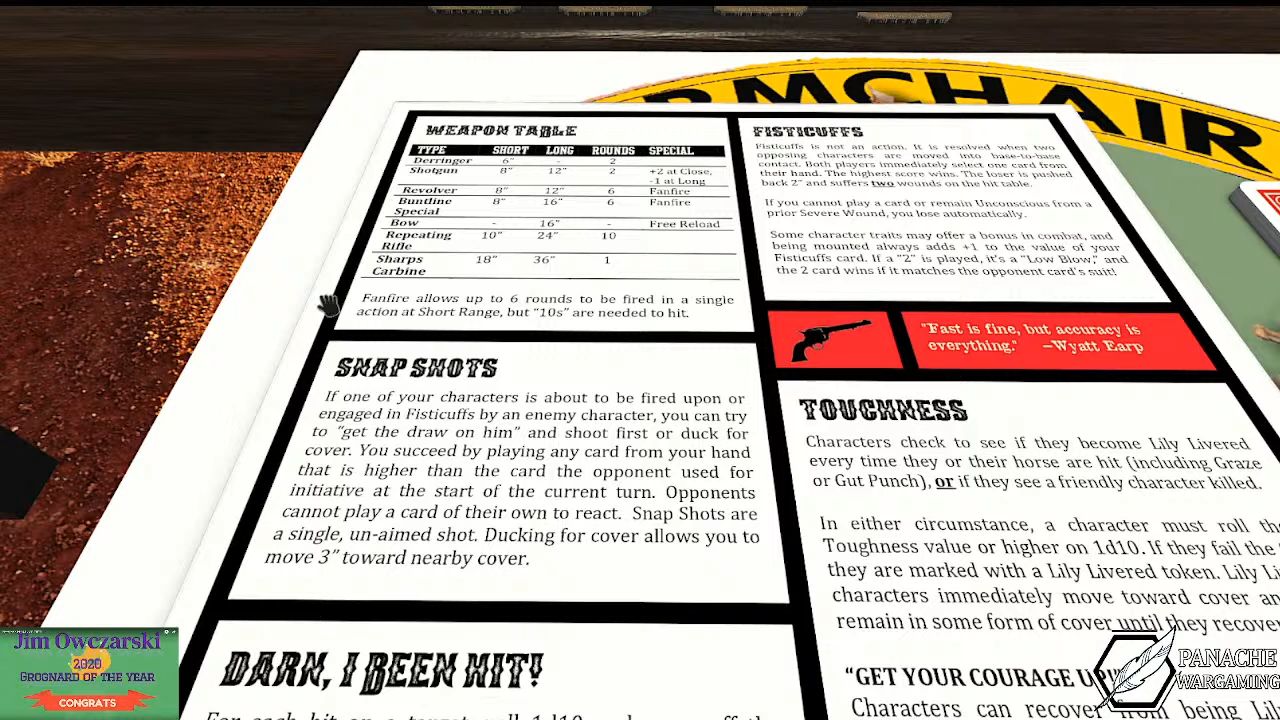 RMCHAIR
WEAPON TABLE
TYPE SHORT LONG ROUNDS SPECIAL
Derringer 6" - 2
Shotgun 8" 12" 2 +2 at Close,
-1 at Long
Revolver 8" 12" 6 Fanfire
Buntline 8" 16" 6 Fanfire
Special
Bow - 16" Free Reload
Repeating 10" 24" 10
Rifle
Sharps 18" 36" 1
Carbine
Fanfire allows up to 6 rounds to be fired in a single
action at Short Range, but "10s" are needed to hit.
SNAP SHOTS
If one of your characters is about to be fired upon or
engaged in Fisticuffs by an enemy character, you can try
to "get the draw on him" and shoot first or duck for
cover. You succeed by playing any card from your hand
that is higher than the card the opponent used for
initiative at the start of the current turn. Opponents
cannot play a card of their own to react. Snap Shots are
a single, un-aimed shot. Ducking for cover allows you to
move 3" toward nearby cover.
DARN, I BEEN HIT!
FISTICUFFS
Fisticuffs is not an action. It is resolved when two
opposing characters are moved into base-to-base
contact. Both players immediately select one card from
their hand. The highest score wins. The loser is pushed
back 2" and suffers two wounds on the hit table.
If you cannot play a card or remain Unconscious from a
prior Severe Wound, you lose automatically.
Some character traits may offer a bonus in combat, and
being mounted always adds +1 to the value of your
Fisticuffs card. If a "2" is played, it's a "Low Blow," and
the 2 card wins if it matches the opponent card's suit!
"Fast is fine, but accuracy is
everything." —Wyatt Earp
TOUGHNESS
Characters check to see if they become Lily Livered
every time they or their horse are hit (including Graze
or Gut Punch), or if they see a friendly character killed.
In either circumstance, a character must roll th
Toughness value or higher on 1d10. If they fail the
they are marked with a Lily Livered token. Lily Li
characters immediately move toward cover an
remain in some form of cover until they recover
"GET YOUR COURAGE UP
Characters can recover from being Lil
Jim Owczarski
2020
GROGNARD OF THE YEAR
CONGRATS
PANACHE
WARGAMING